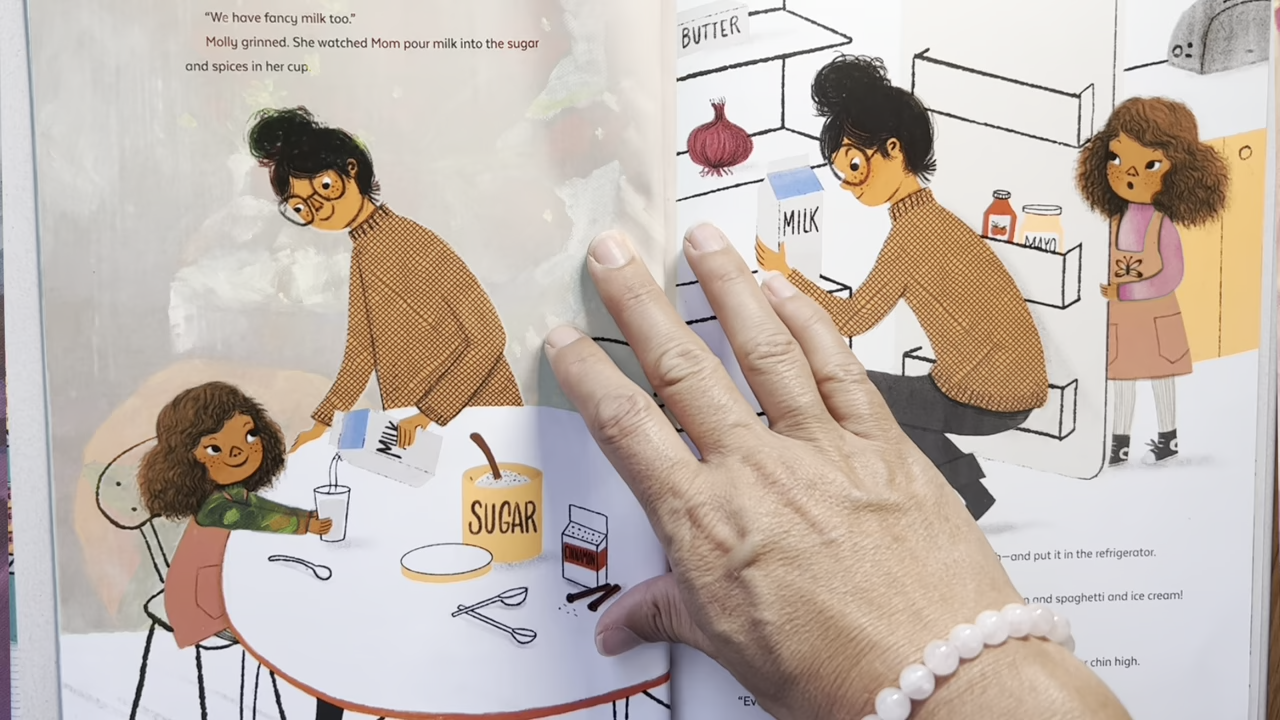 “We have fancy milk too.”
Molly grinned. She watched Mom pour milk into the sugar
and spices in her cup
MILK
SUGAR
CINNAMON
BUTTER
MILK
MAYO
—and put it in the refrigerator.
and spaghetti and ice cream!
chin high.